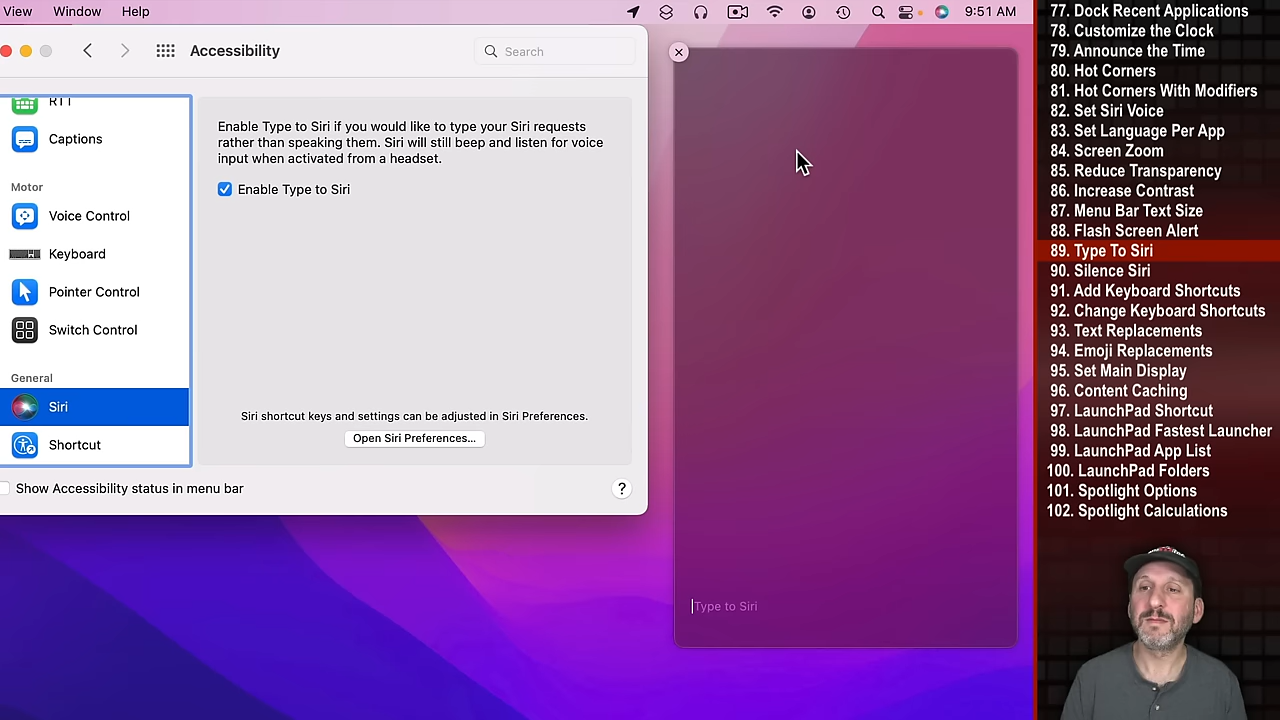 View Window Help 9:51 AM
Accessibility
Search
RTT
Captions
Motor
Voice Control
Keyboard
Pointer Control
Switch Control
General
Siri
Shortcut
Enable Type to Siri if you would like to type your Siri requests
rather than speaking them. Siri will still beep and listen for voice
input when activated from a headset.
Enable Type to Siri
Siri shortcut keys and settings can be adjusted in Siri Preferences.
Open Siri Preferences...
Show Accessibility status in menu bar
?
Type to Siri
77. Dock Recent Applications
78. Customize the Clock
79. Announce the Time
80. Hot Corners
81. Hot Corners With Modifiers
82. Set Siri Voice
83. Set Language Per App
84. Screen Zoom
85. Reduce Transparency
86. Increase Contrast
87. Menu Bar Text Size
88. Flash Screen Alert
89. Type To Siri
90. Silence Siri
91. Add Keyboard Shortcuts
92. Change Keyboard Shortcuts
93. Text Replacements
94. Emoji Replacements
95. Set Main Display
96. Content Caching
97. LaunchPad Shortcut
98. LaunchPad Fastest Launcher
99. LaunchPad App List
100. LaunchPad Folders
101. Spotlight Options
102. Spotlight Calculations